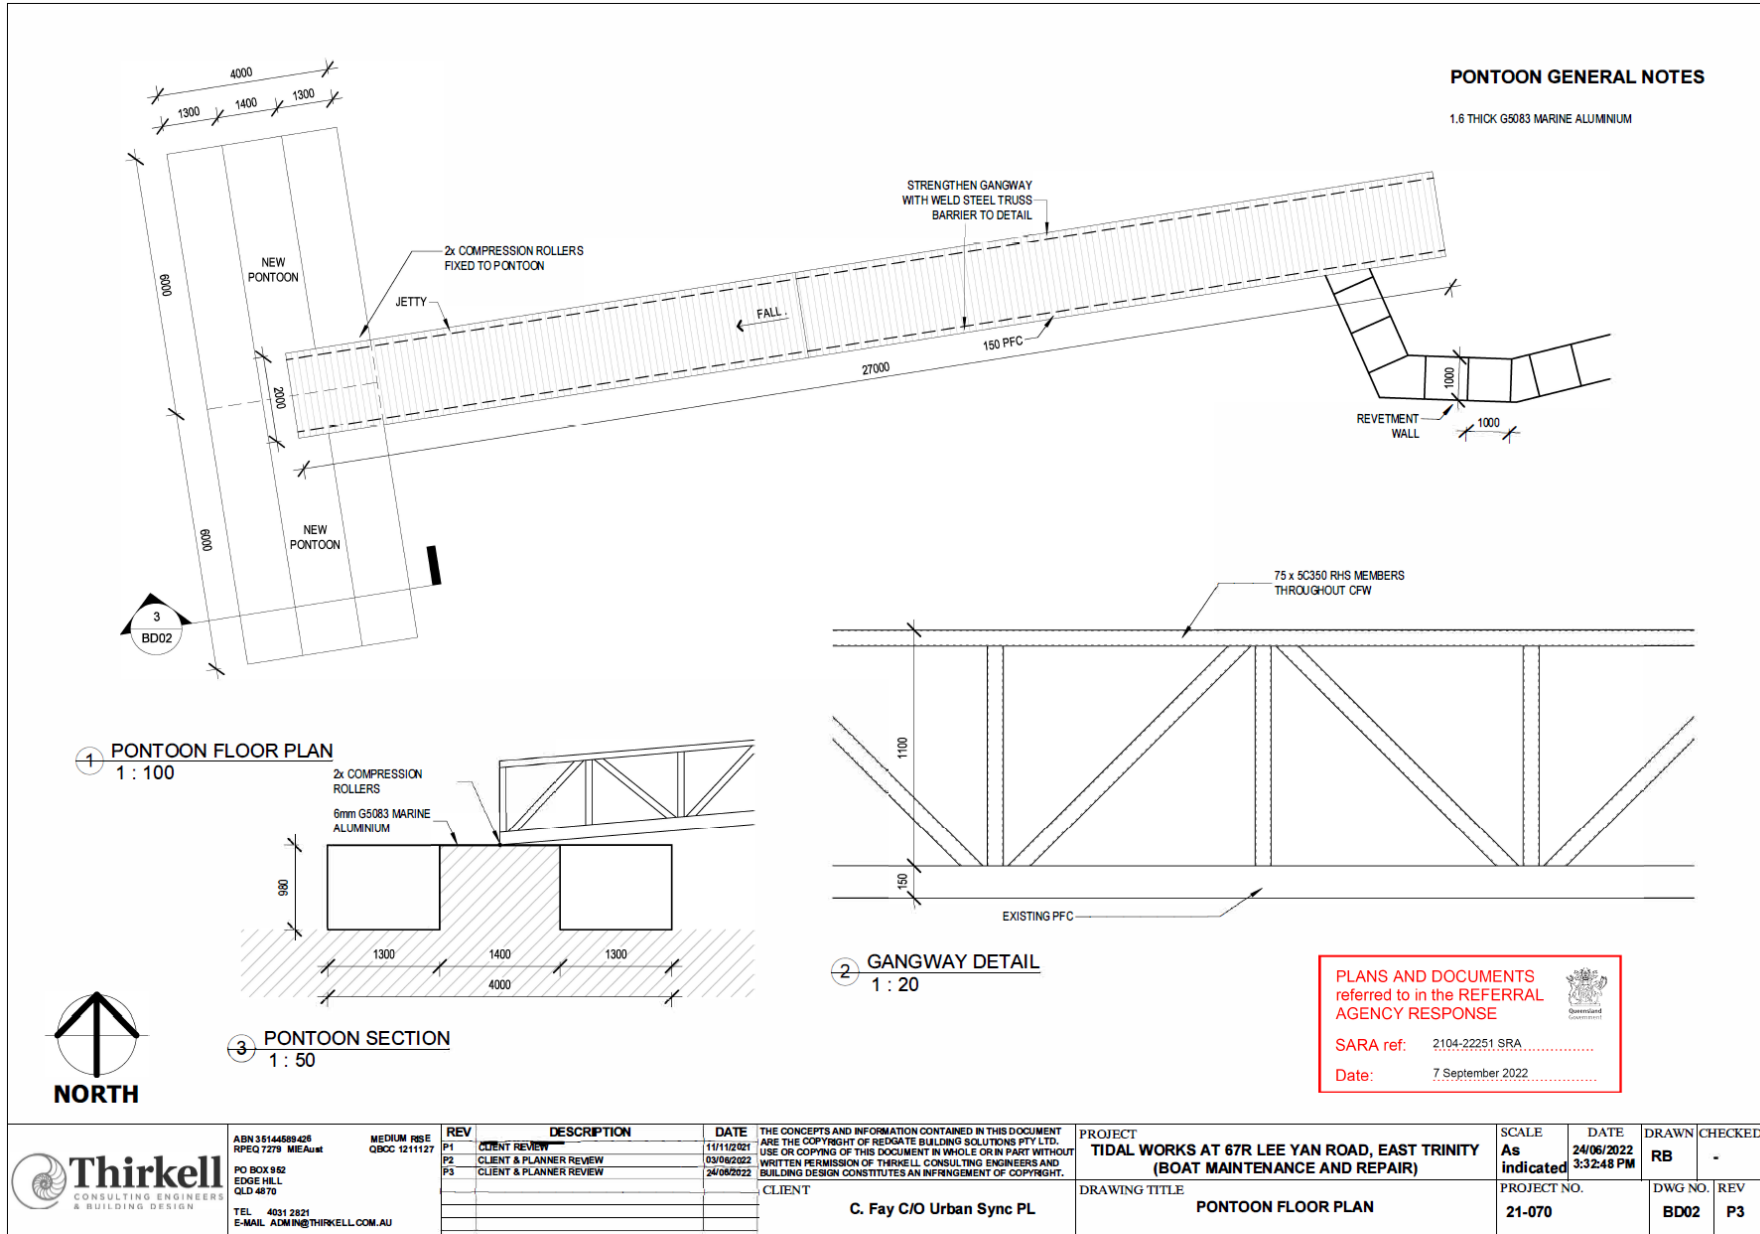 PONTOON GENERAL NOTES
1.6 THICK G5083 MARINE ALUMINIUM
4000
1300
1400
1300
6000
6000
NEW
PONTOON
NEW
PONTOON
2x COMPRESSION ROLLERS
FIXED TO PONTOON
JETTY
2000
STRENGTHEN GANGWAY
WITH WELD STEEL TRUSS
BARRIER TO DETAIL
FALL
150 PFC
27000
1000
REVETMENT
WALL
1000
3
BD02
1
PONTOON FLOOR PLAN
1 : 100
75 x 5C350 RHS MEMBERS
THROUGHOUT CFW
1100
150
EXISTING PFC
2
GANGWAY DETAIL
1 : 20
2x COMPRESSION
ROLLERS
6mm G5083 MARINE
ALUMINIUM
980
1300
1400
1300
4000
3
PONTOON SECTION
1 : 50
NORTH
PLANS AND DOCUMENTS
referred to in the REFERRAL
AGENCY RESPONSE
Queensland
Government
SARA ref: 2104-22251 SRA
Date: 7 September 2022
Thirkell
CONSULTING ENGINEERS
& BUILDING DESIGN
ABN 35144589426 MEDIUM RISE
RPEQ 7279 MIEAust QBCC 1211127
PO BOX 952
EDGE HILL
QLD 4870
TEL 4031 2821
E-MAIL ADMIN@THIRKELL.COM.AU
REV DESCRIPTION DATE
P1 CLIENT REVIEW 11/11/2021
P2 CLIENT & PLANNER REVIEW 03/06/2022
P3 CLIENT & PLANNER REVIEW 24/06/2022
THE CONCEPTS AND INFORMATION CONTAINED IN THIS DOCUMENT
ARE THE COPYRIGHT OF REDGATE BUILDING SOLUTIONS PTY LTD.
USE OR COPYING OF THIS DOCUMENT IN WHOLE OR IN PART WITHOUT
WRITTEN PERMISSION OF THIRKELL CONSULTING ENGINEERS AND
BUILDING DESIGN CONSTITUTES AN INFRINGEMENT OF COPYRIGHT.
CLIENT
C. Fay C/O Urban Sync PL
PROJECT
TIDAL WORKS AT 67R LEE YAN ROAD, EAST TRINITY
(BOAT MAINTENANCE AND REPAIR)
DRAWING TITLE
PONTOON FLOOR PLAN
SCALE
As
indicated
DATE
24/06/2022
3:32:48 PM
DRAWN
RB
CHECKED
-
PROJECT NO.
21-070
DWG NO.
BD02
REV
P3